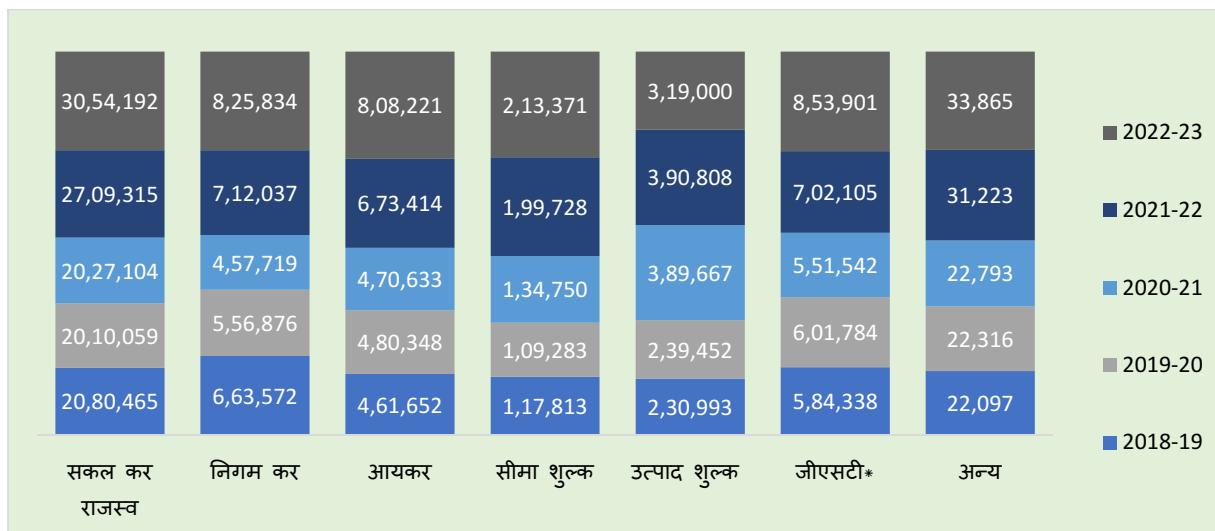 30,54,192 8,25,834 8,08,221 2,13,371 3,19,000 8,53,901 33,865
27,09,315 7,12,037 6,73,414 1,99,728 3,90,808 7,02,105 31,223
20,27,104 4,57,719 4,70,633 1,34,750 3,89,667 5,51,542 22,793
20,10,059 5,56,876 4,80,348 1,09,283 2,39,452 6,01,784 22,316
20,80,465 6,63,572 4,61,652 1,17,813 2,30,993 5,84,338 22,097
सकल कर राजस्व
निगम कर
आयकर
सीमा शुल्क
उत्पाद शुल्क
जीएसटी*
अन्य
2022-23
2021-22
2020-21
2019-20
2018-19